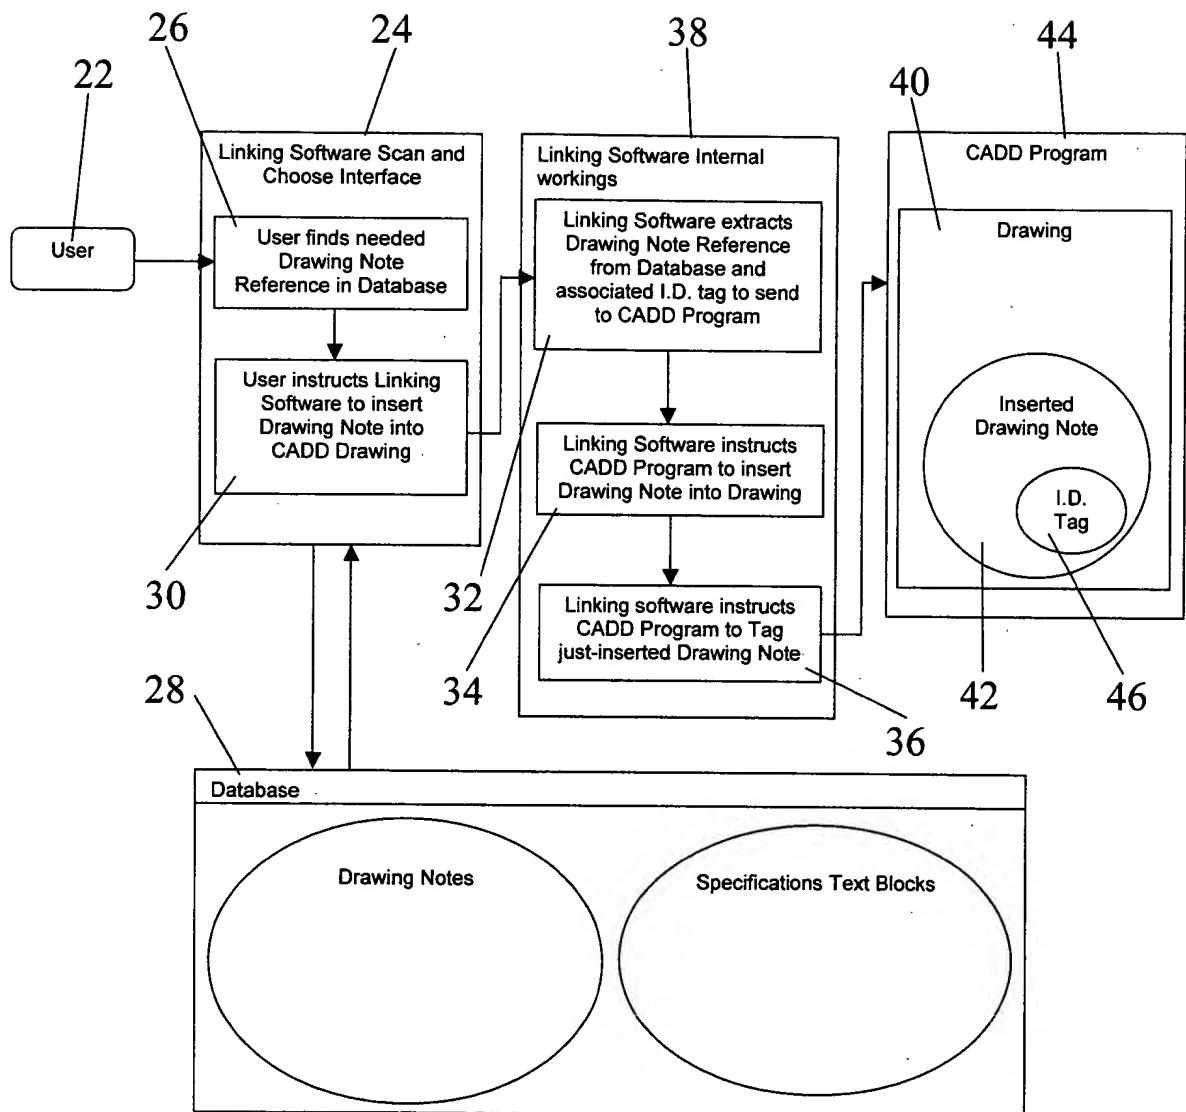 26
24
38
44
22
40
Linking Software Scan and
Choose Interface
Linking Software Internal
workings
CADD Program
User
User finds needed
Drawing Note
Reference in Database
Linking Software extracts
Drawing Note Reference
from Database and
associated I.D. tag to send
to CADD Program
Drawing
User instructs Linking
Software to insert
Drawing Note into
CADD Drawing
Linking Software instructs
CADD Program to insert
Drawing Note into Drawing
Inserted
Drawing Note
I.D.
Tag
30
32
Linking software instructs
CADD Program to Tag
just-inserted Drawing Note
34
42
46
28
36
Database
Drawing Notes
Specifications Text Blocks